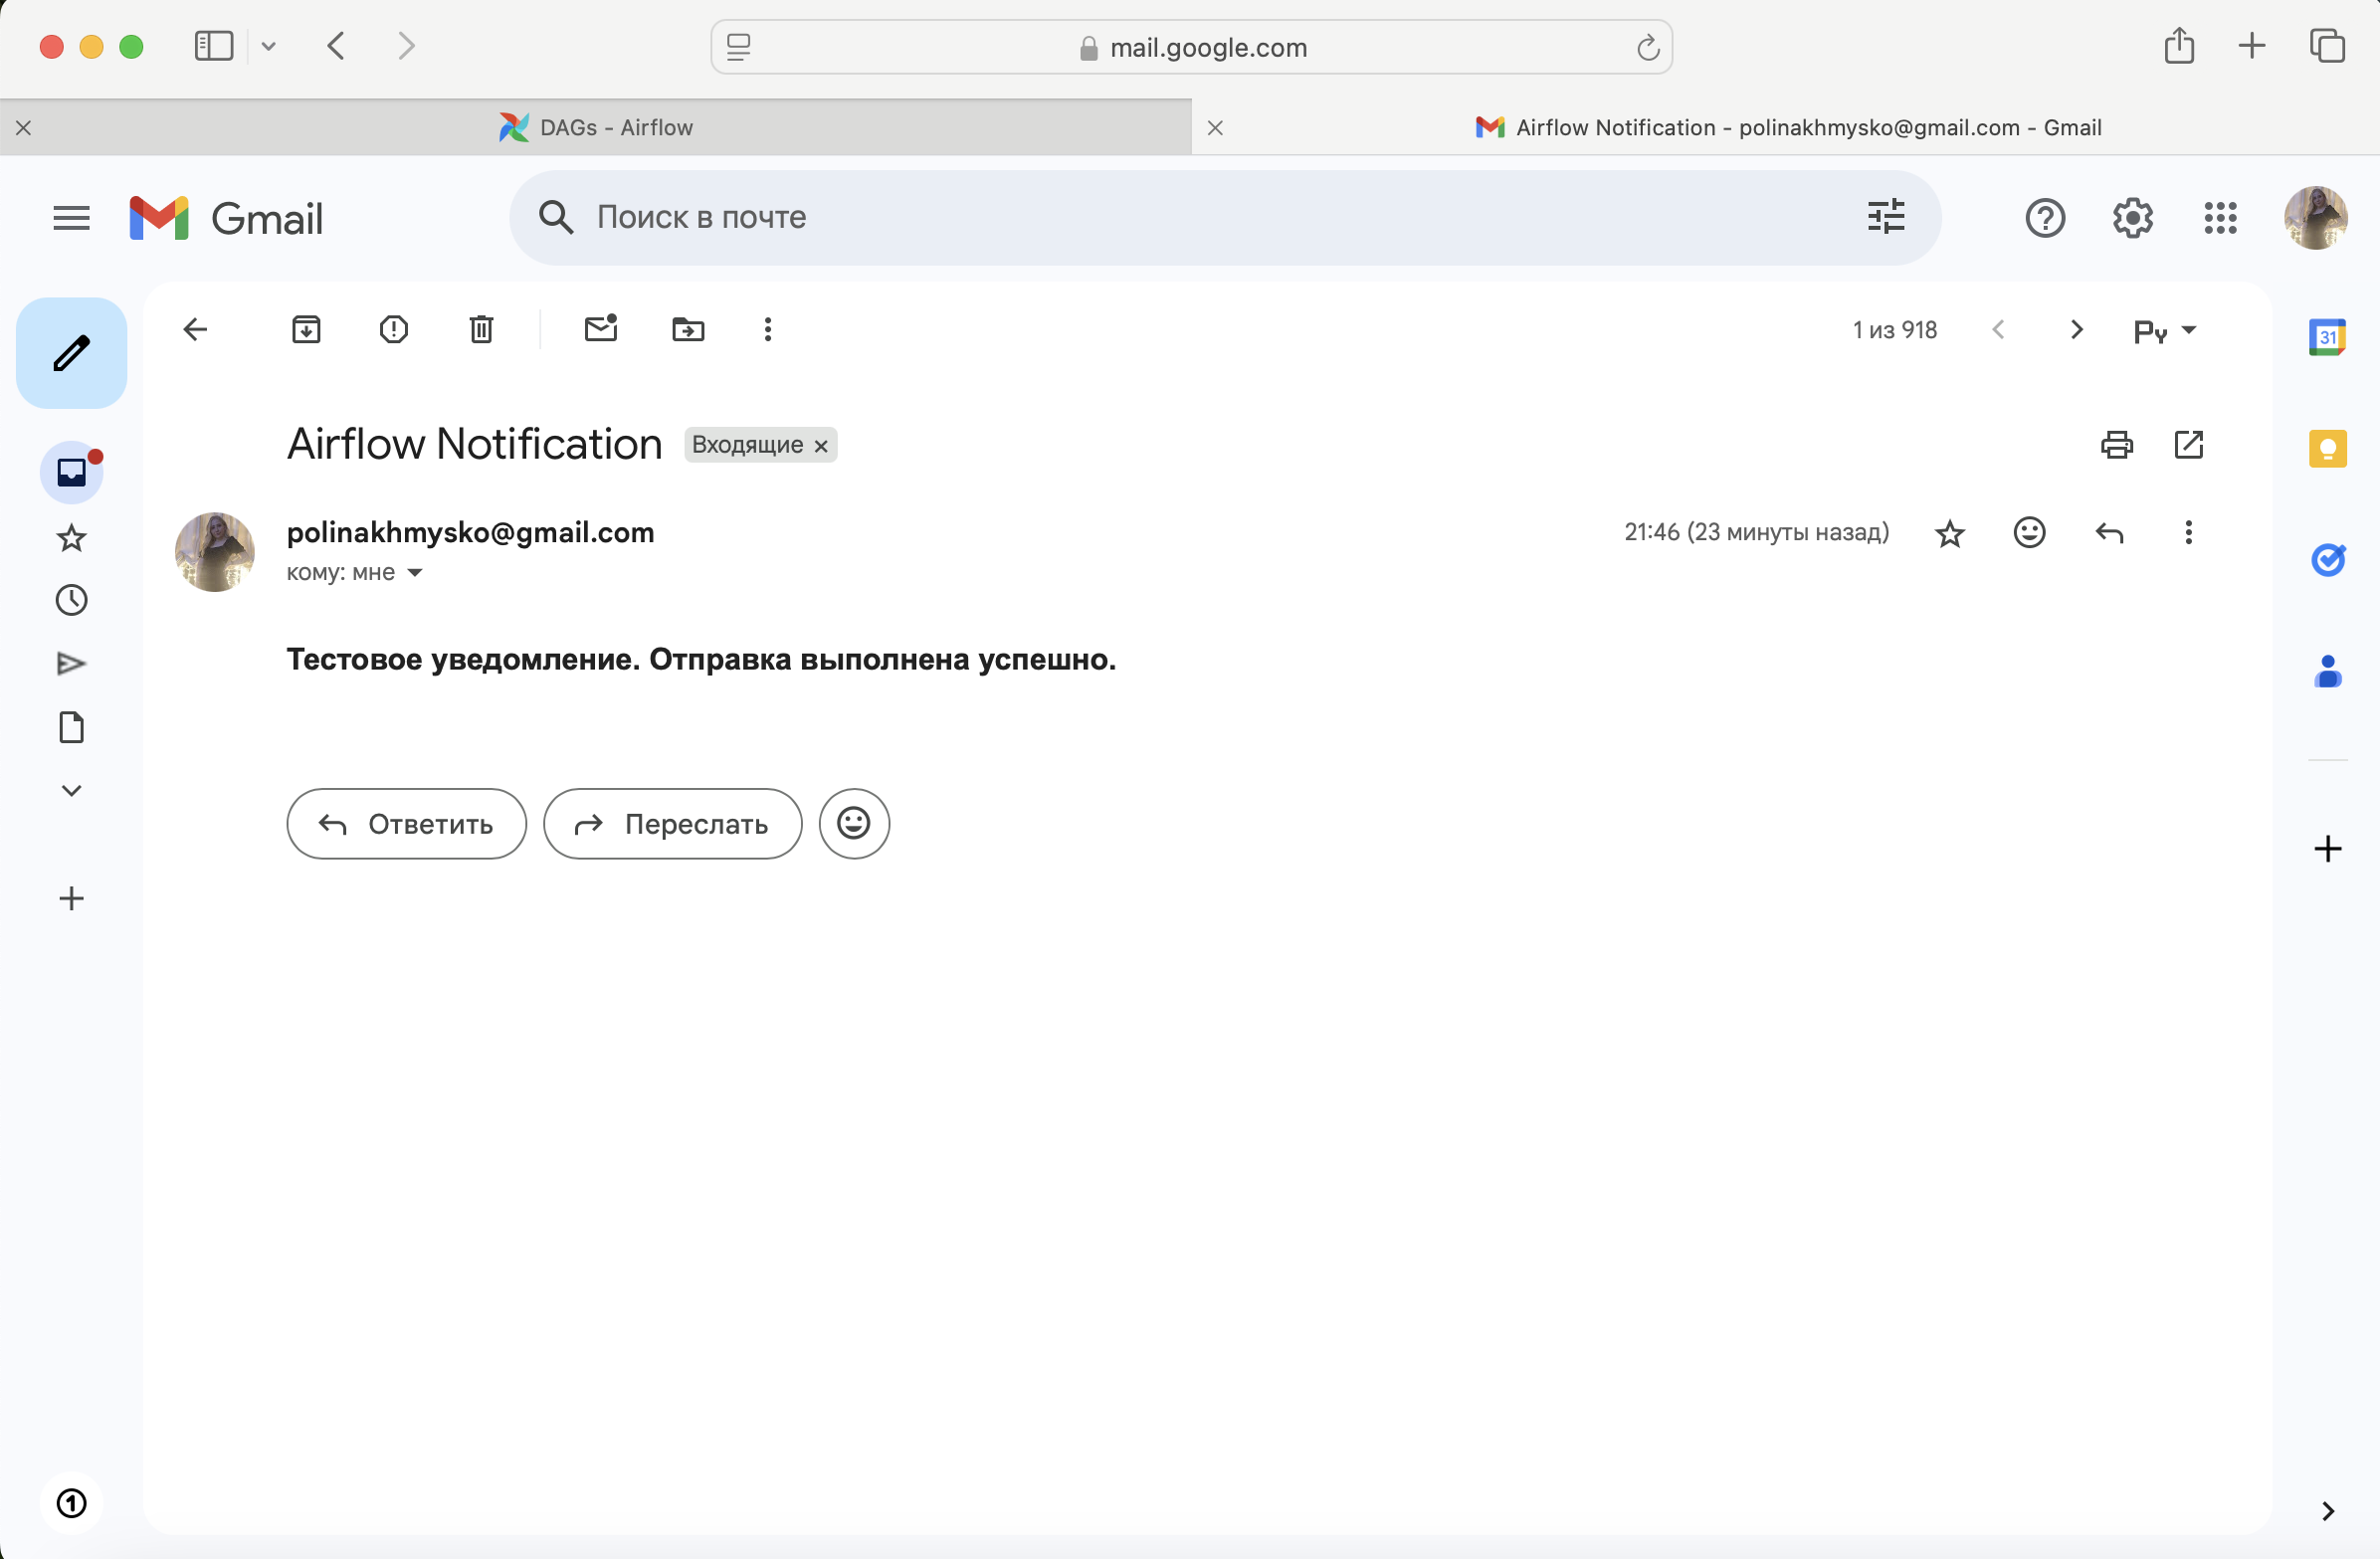 mail.google.com
DAGs – Airflow
Airflow Notification – polinakhmysko@gmail.com – Gmail
Gmail
Поиск в почте
1 из 918
Ру
31
Airflow Notification
Входящие
polinakhmysko@gmail.com
21:46 (23 минуты назад)
кому: мне
Тестовое уведомление. Отправка выполнена успешно.
Ответить
Переслать
1